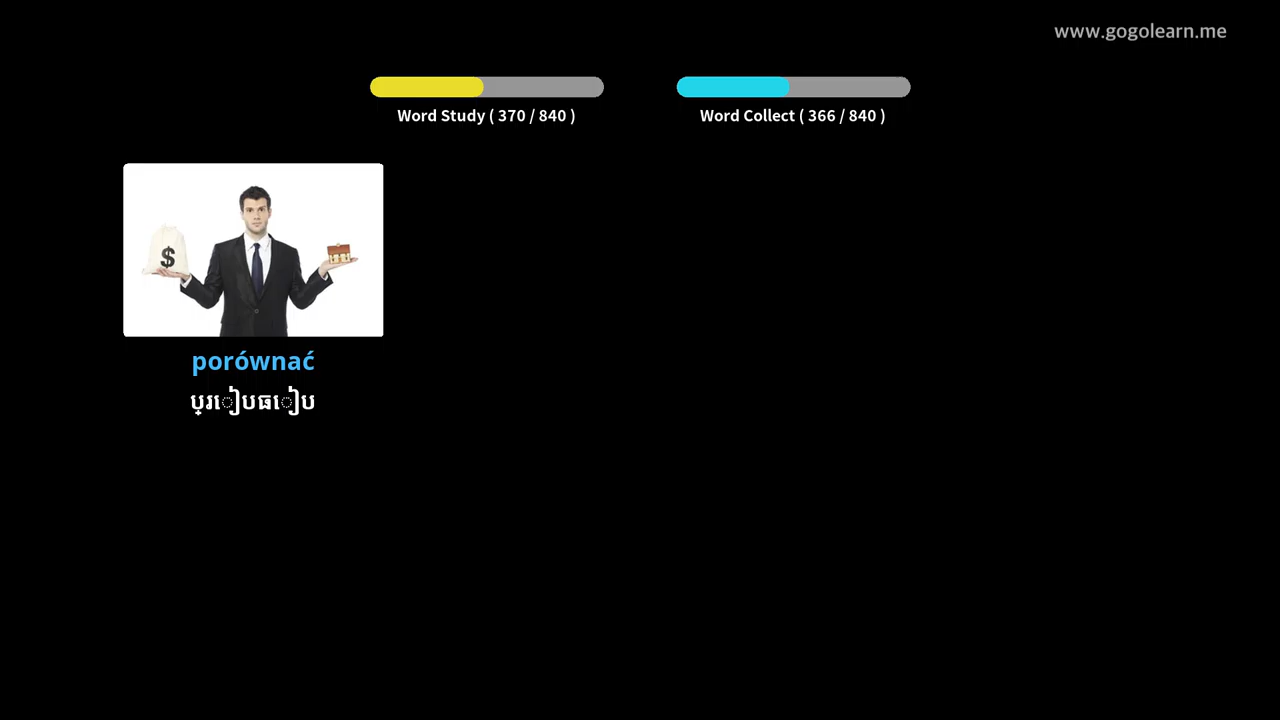 www.gogolearn.me
Word Study ( 370 / 840 )
Word Collect ( 366 / 840 )
$
porównać
ប្រៀបធៀប